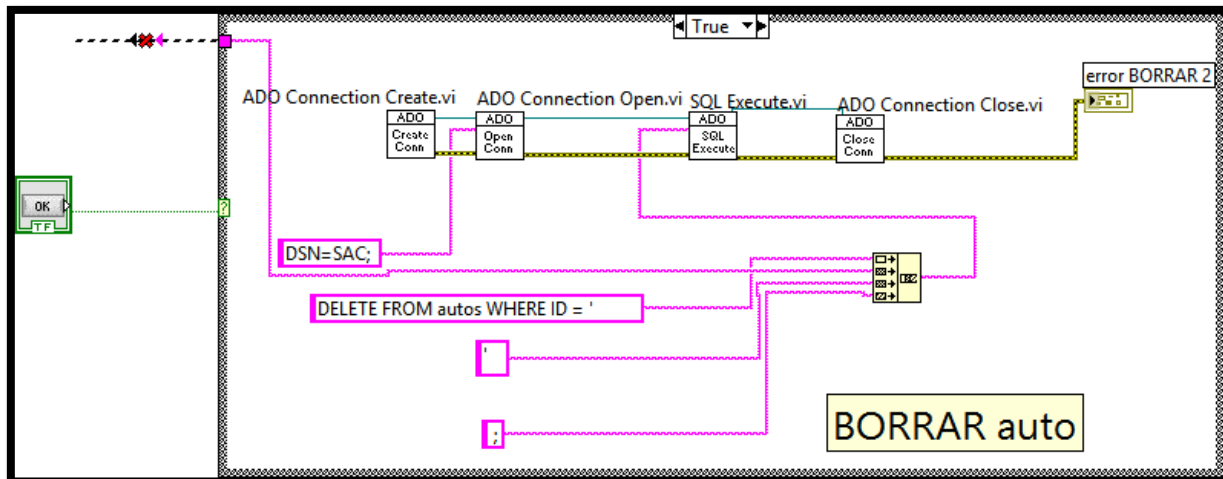 True
error BORRAR 2
ADO Connection Create.vi
ADO Connection Open.vi
SQL Execute.vi
ADO Connection Close.vi
ADO
Create
Conn
ADO
Open
Conn
ADO
SQL
Execute
ADO
Close
Conn
OK
TF
?
DSN=SAC;
DELETE FROM autos WHERE ID = '
'
;
BORRAR auto